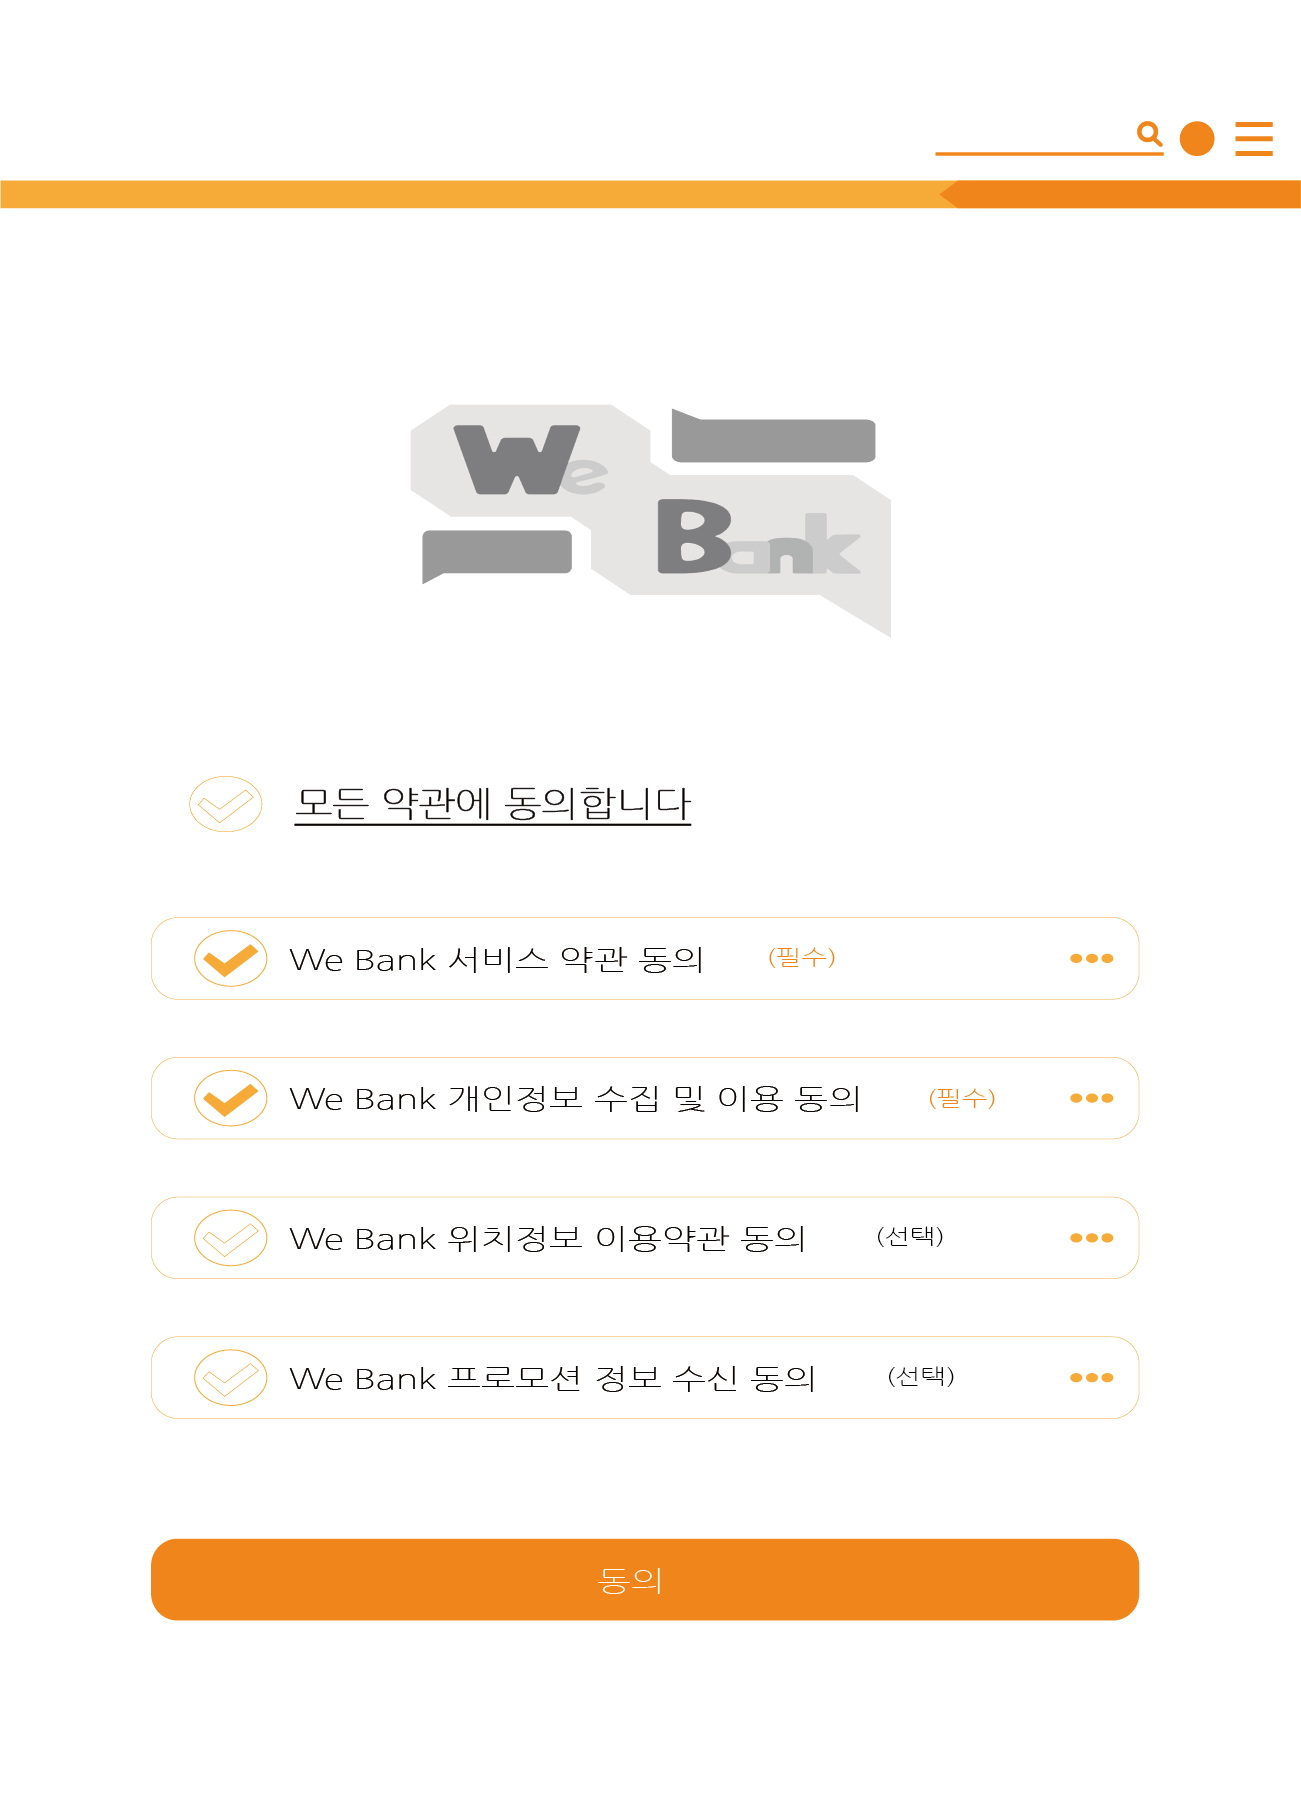 We
Bank
모든 약관에 동의합니다
We Bank 서비스 약관 동의 (필수)
We Bank 개인정보 수집 및 이용 동의 (필수)
We Bank 위치정보 이용약관 동의 (선택)
We Bank 프로모션 정보 수신 동의 (선택)
동의